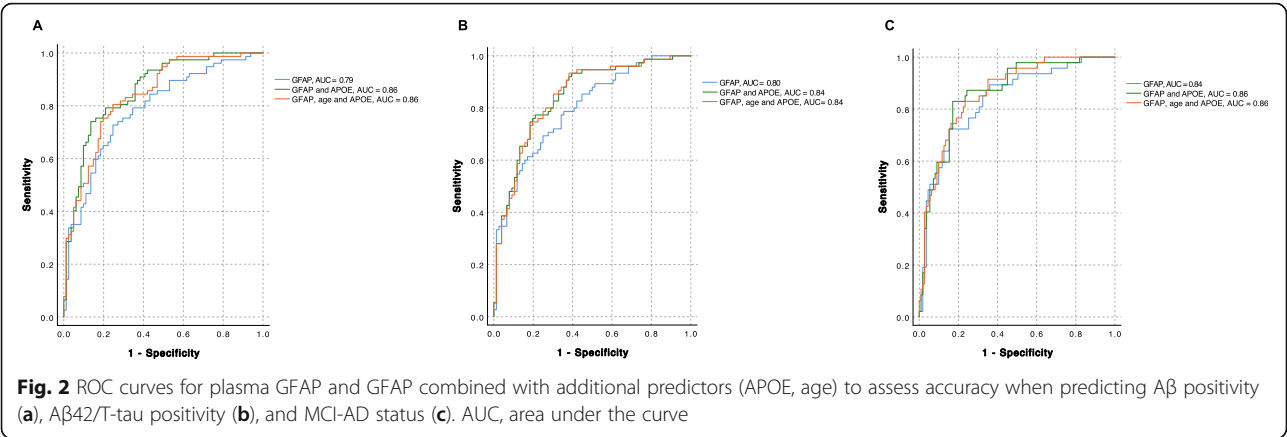 A
1.0
0.8
0.6
0.4
0.2
0.0
Sensitivity
0.0 0.2 0.4 0.6 0.8 1.0
1 - Specificity
GFAP, AUC = 0.79
GFAP and APOE, AUC = 0.86
GFAP, age and APOE, AUC = 0.86
B
1.0
0.8
0.6
0.4
0.2
0.0
Sensitivity
0.0 0.2 0.4 0.6 0.8 1.0
1 - Specificity
GFAP, AUC = 0.80
GFAP and APOE, AUC = 0.84
GFAP, age and APOE, AUC= 0.84
C
1.0
0.8
0.6
0.4
0.2
0.0
Sensitivity
0.0 0.2 0.4 0.6 0.8 1.0
1 - Specificity
GFAP, AUC=0.84
GFAP and APOE, AUC = 0.86
GFAP, age and APOE, AUC = 0.86
Fig. 2 ROC curves for plasma GFAP and GFAP combined with additional predictors (APOE, age) to assess accuracy when predicting Aβ positivity
(a), Aβ42/T-tau positivity (b), and MCI-AD status (c). AUC, area under the curve